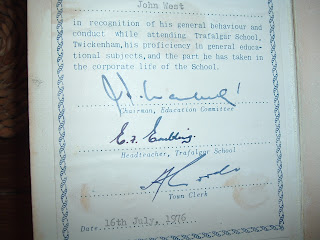 John West
in recognition of his general behaviour and
conduct while attending Trafalgar School,
Twickenham, his proficiency in general educa-
tional subjects, and the part he has taken in
the corporate life of the School.
Chairman, Education Committee
Headteacher, Trafalgar School
Town Clerk
Date 16th July, 1976